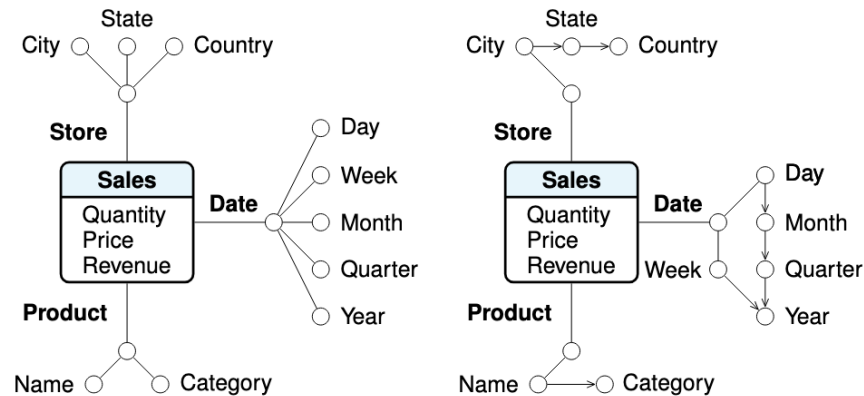 State
City
Country
Store
Sales
Quantity
Price
Revenue
Date
Day
Week
Month
Quarter
Year
Product
Name
Category
State
City
Country
Store
Sales
Quantity
Price
Revenue
Date
Day
Month
Week
Quarter
Year
Product
Name
Category